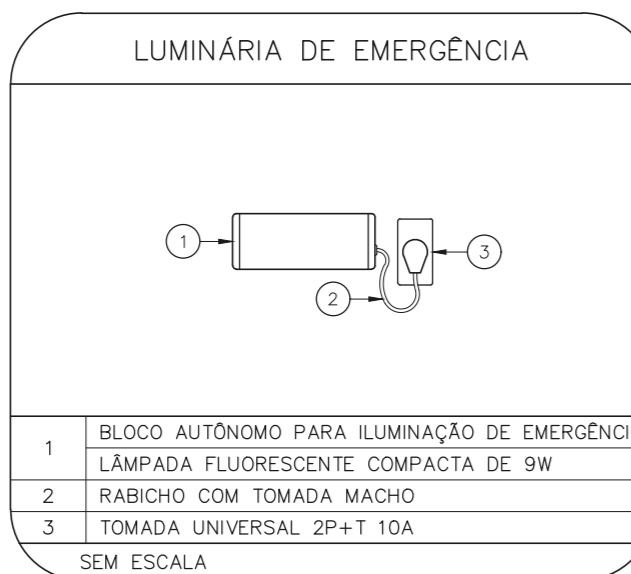 LUMINÁRIA DE EMERGÊNCIA
1
3
2
1
BLOCO AUTÔNOMO PARA ILUMINAÇÃO DE EMERGÊNCI
LÂMPADA FLUORESCENTE COMPACTA DE 9W
2 RABICHO COM TOMADA MACHO
3 TOMADA UNIVERSAL 2P+T 10A
SEM ESCALA